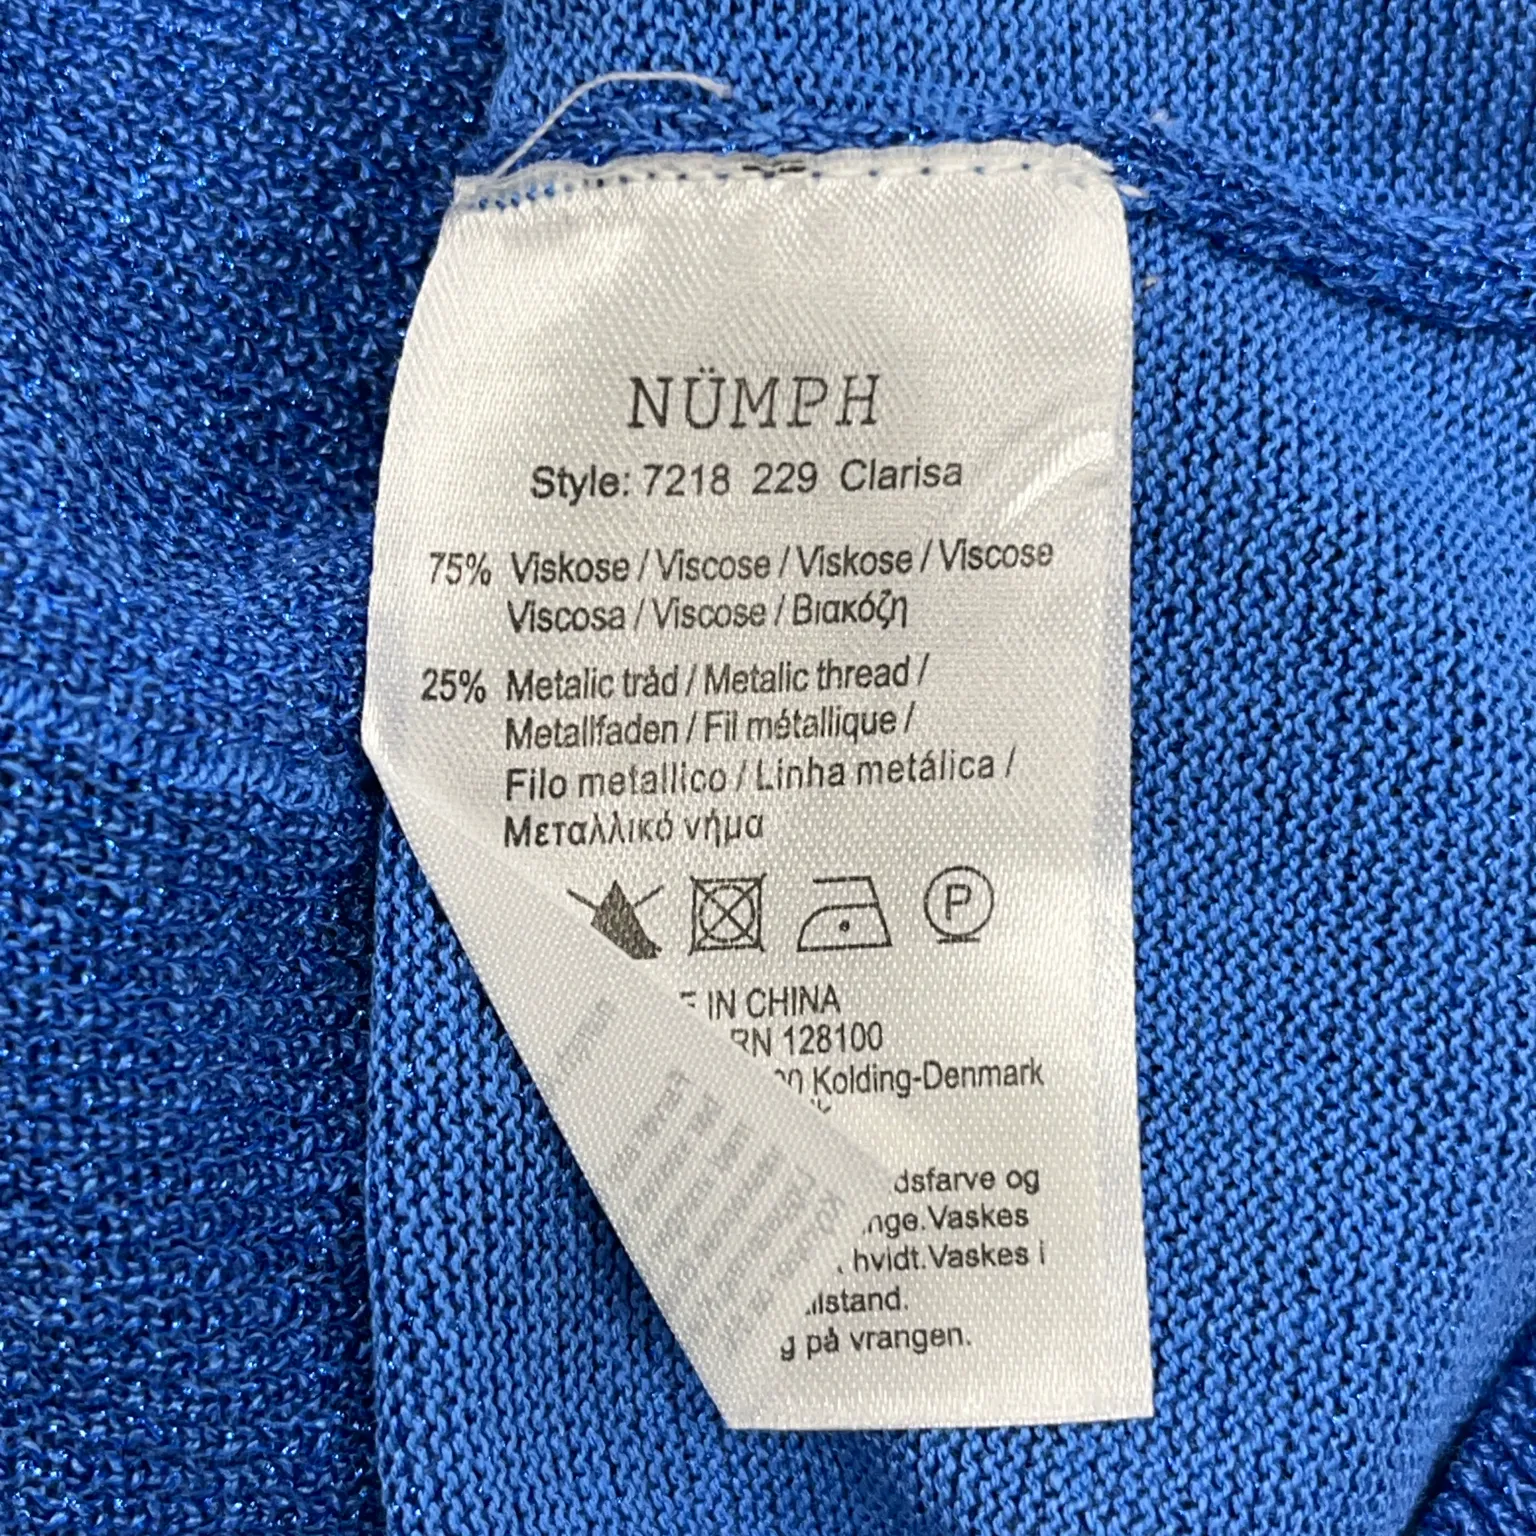 NÜMPH
Style: 7218 229 Clarisa
75% Viskose / Viscose / Viskose / Viscose
Viscosa / Viscose / Βιακόζη
25% Metalic tråd / Metalic thread /
Metallfaden / Fil métallique /
Filo metallico / Linha metálica /
Μεταλλικό νήμα
P
IN CHINA
RN 128100
Kolding-Denmark
dsfarve og
nge. Vaskes
hvidt. Vaskes i
lstand.
g på vrangen.